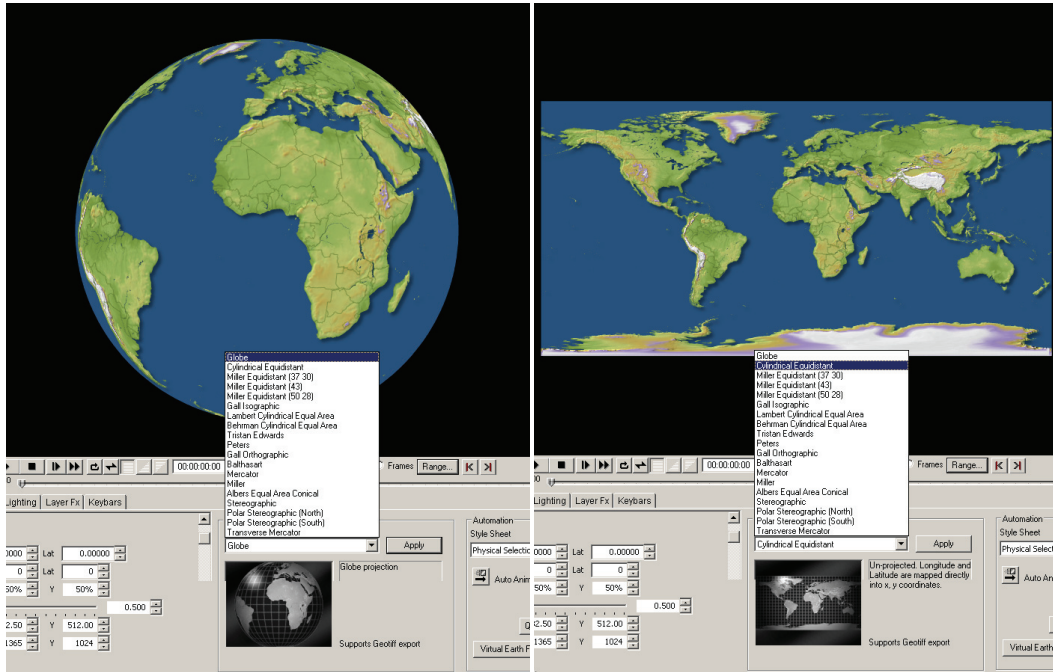 Globe
Cylindrical Equidistant
Miller Equidistant (37 30)
Miller Equidistant (43)
Miller Equidistant (50 28)
Gall Isographic
Lambert Cylindrical Equal Area
Behrman Cylindrical Equal Area
Tristan Edwards
Peters
Gall Orthographic
Balthasart
Mercator
Miller
Albers Equal Area Conical
Stereographic
Polar Stereographic (North)
Polar Stereographic (South)
Transverse Mercator
00:00:00:00
Frames
Range...
Lighting
Layer Fx
Keybars
Globe
Apply
Automation
Style Sheet
Physical Selectio
Auto Anim
Lat
0.00000
Lat
0
50%
Y
50%
0.500
Y
512.00
1365
Y
1024
Globe projection
Supports Geotiff export
Virtual Earth F
Globe
Cylindrical Equidistant
Miller Equidistant (37 30)
Miller Equidistant (43)
Miller Equidistant (50 28)
Gall Isographic
Lambert Cylindrical Equal Area
Behrman Cylindrical Equal Area
Tristan Edwards
Peters
Gall Orthographic
Balthasart
Mercator
Miller
Albers Equal Area Conical
Stereographic
Polar Stereographic (North)
Polar Stereographic (South)
Transverse Mercator
00:00:00:00
Frames
Range...
Lighting
Layer Fx
Keybars
Cylindrical Equidistant
Apply
Automation
Style Sheet
Physical Selec
Auto An
Lat
0.00000
Lat
0
50%
Y
50%
0.500
Y
512.00
1365
Y
1024
Un-projected. Longitude and
Latitude are mapped directly
into x, y coordinates.
Supports Geotiff export
Virtual Earth